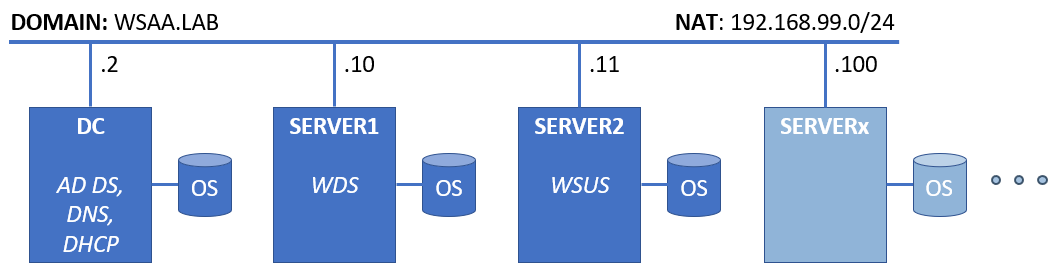 DOMAIN: WSAA.LAB
NAT: 192.168.99.0/24
.2
.10
.11
.100
DC
AD DS,
DNS,
DHCP
OS
SERVER1
WDS
OS
SERVER2
WSUS
OS
SERVERx
OS